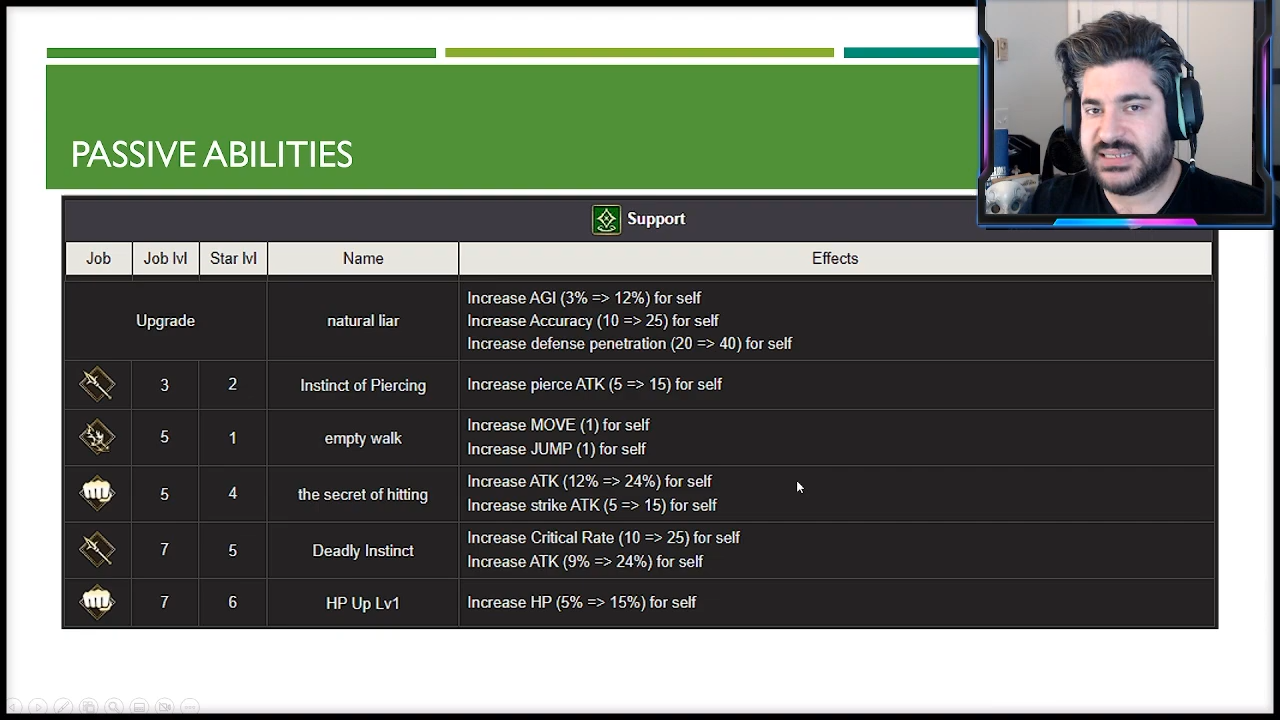 PASSIVE ABILITIES
Support
Job Job lvl Star lvl Name Effects
Upgrade natural liar
Increase AGI (3% => 12%) for self
Increase Accuracy (10 => 25) for self
Increase defense penetration (20 => 40) for self
3 2 Instinct of Piercing Increase pierce ATK (5 => 15) for self
5 1 empty walk
Increase MOVE (1) for self
Increase JUMP (1) for self
5 4 the secret of hitting
Increase ATK (12% => 24%) for self
Increase strike ATK (5 => 15) for self
7 5 Deadly Instinct
Increase Critical Rate (10 => 25) for self
Increase ATK (9% => 24%) for self
7 6 HP Up Lv1 Increase HP (5% => 15%) for self